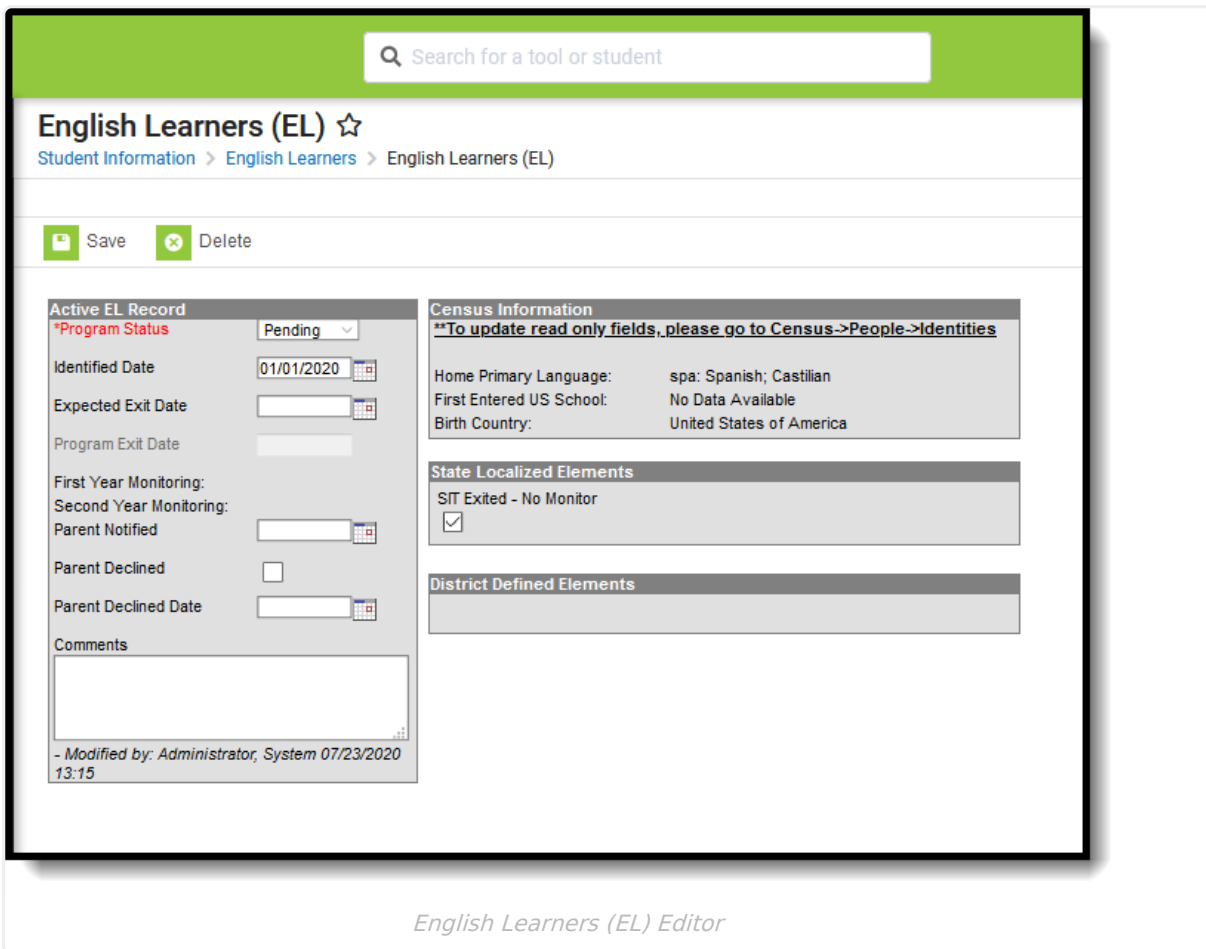 Search for a tool or student
English Learners (EL)
Student Information > English Learners > English Learners (EL)
Save Delete
Active EL Record
*Program Status Pending
Identified Date 01/01/2020
Expected Exit Date
Program Exit Date
First Year Monitoring:
Second Year Monitoring:
Parent Notified
Parent Declined
Parent Declined Date
Comments
- Modified by: Administrator, System 07/23/2020
13:15
Census Information
**To update read only fields, please go to Census->People->Identities
Home Primary Language: spa: Spanish; Castilian
First Entered US School: No Data Available
Birth Country: United States of America
State Localized Elements
SIT Exited - No Monitor
District Defined Elements
English Learners (EL) Editor